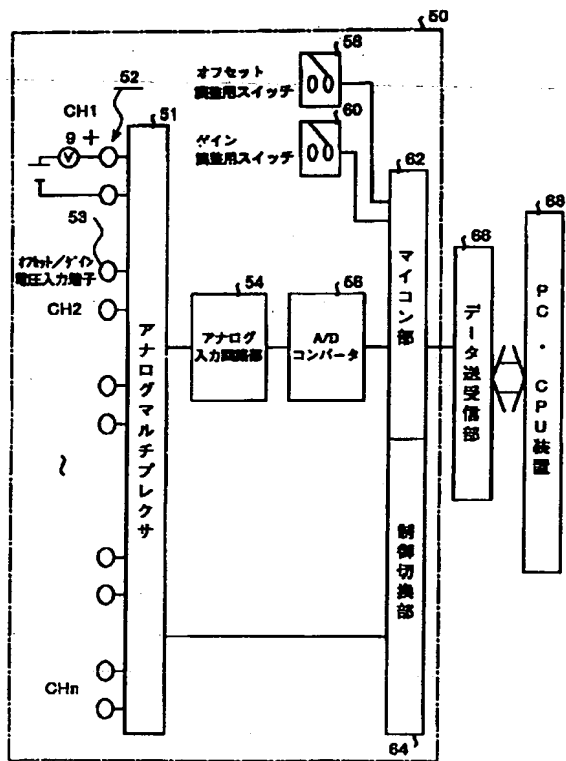 50
58
オフセット
調整用スイッチ
60
ゲイン
調整用スイッチ
52
CH1
51
9
+
V
62
53
オフセット/ゲイン
電圧入力端子
CH2
アナログマルチプレクサ
54
アナログ
入力回路部
56
A/D
コンバータ
マイコン部
66
データ送受信部
68
PC・CPU装置
制御切換部
CHn
64